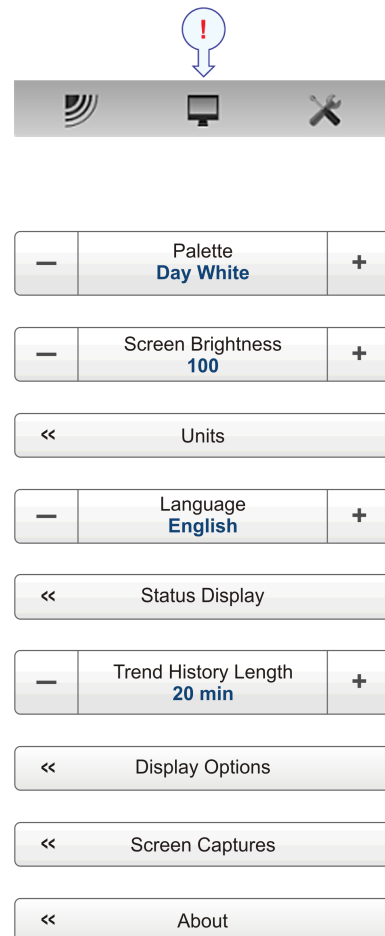 !
— Palette +
Day White
— Screen Brightness +
100
<< Units
— Language +
English
<< Status Display
— Trend History Length +
20 min
<< Display Options
<< Screen Captures
<< About